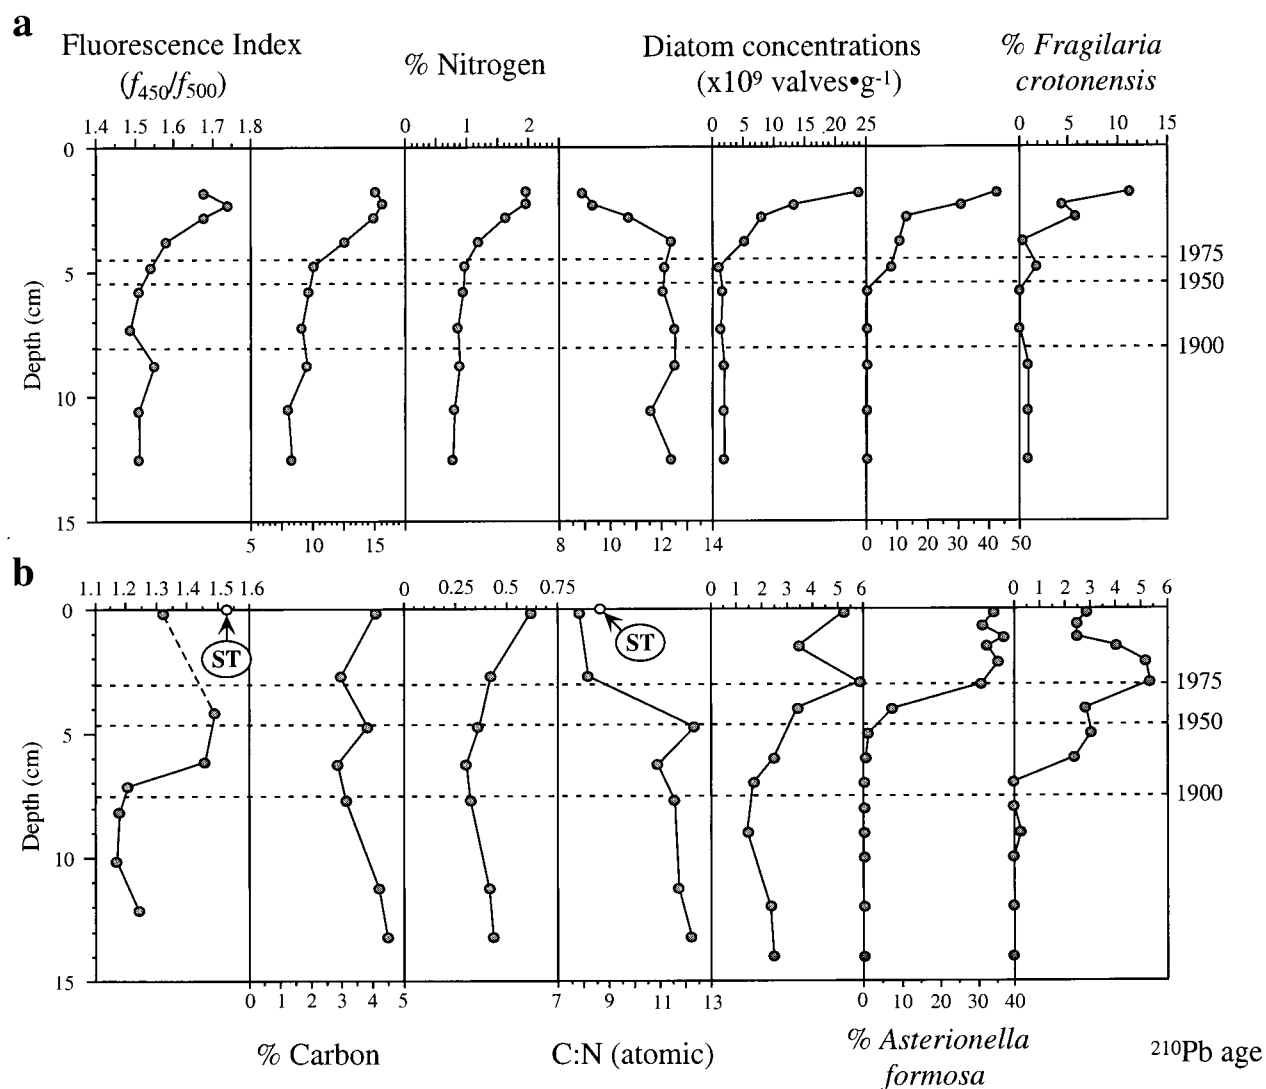 a
Fluorescence Index
(f450/f500)
% Nitrogen
Diatom concentrations
(x10⁹ valves•g⁻¹)
% Fragilaria
crotonensis
1.4 1.5 1.6 1.7 1.8
0 1 2
0 5 10 15 20 25
0 5 10 15
0
5
10
15
Depth (cm)
1975
1950
1900
5 10 15
8 10 12 14
0 10 20 30 40 50
b
1.1 1.2 1.3 1.4 1.5 1.6
0 0.25 0.5 0.75
0 1 2 3 4 5 6
0 1 2 3 4 5 6
0
5
10
15
Depth (cm)
ST
ST
1975
1950
1900
0 1 2 3 4 5
7 9 11 13
0 10 20 30 40
% Carbon
C:N (atomic)
% Asterionella
formosa
²¹⁰Pb age